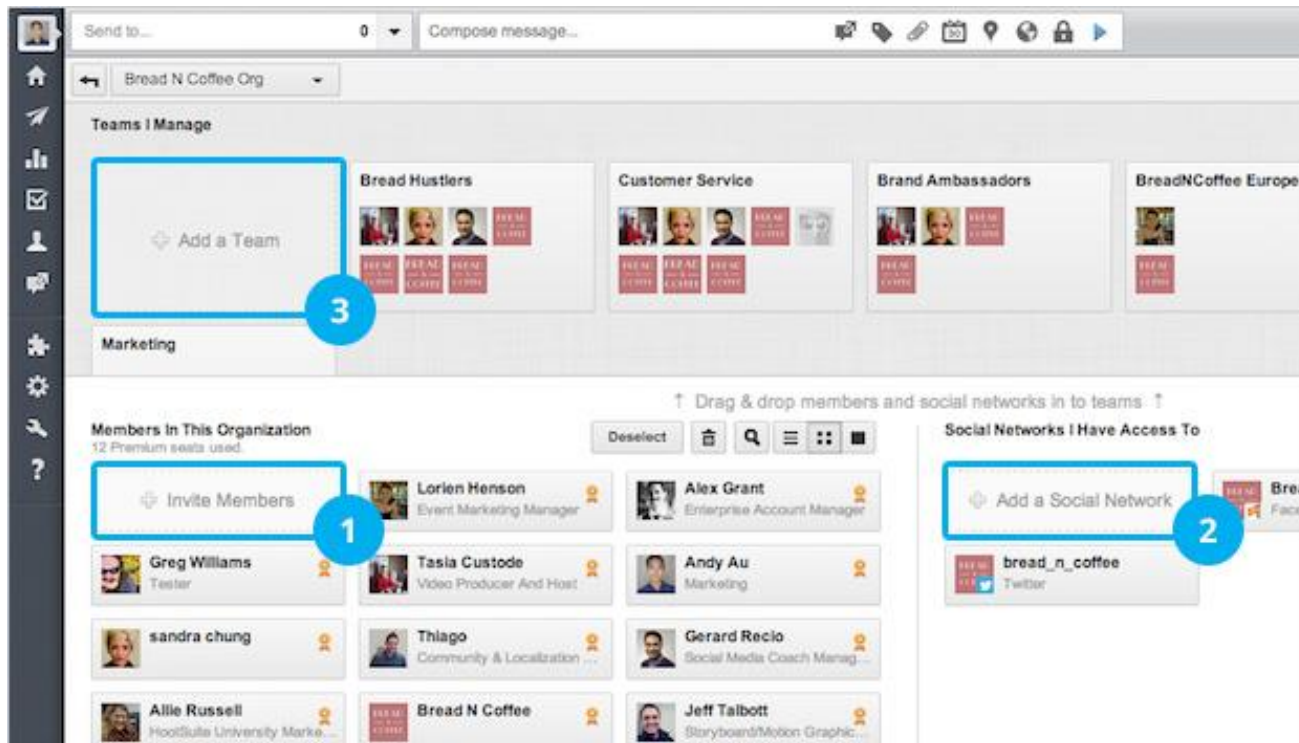 Send to... 0 Compose message...
30
Bread N Coffee Org
Teams I Manage
Add a Team
Bread Hustlers
Customer Service
Brand Ambassadors
BreadNCoffee Europe
3
Marketing
↑ Drag & drop members and social networks in to teams ↑
Members In This Organization
12 Premium seats used.
Deselect
Social Networks I Have Access To
Invite Members
1
Lorien Henson
Event Marketing Manager
Alex Grant
Enterprise Account Manager
Add a Social Network
2
Brea
Face
Greg Williams
Tester
Tasia Custode
Video Producer And Host
Andy Au
Marketing
bread_n_coffee
Twitter
sandra chung
Thiago
Community & Localization ...
Gerard Recio
Social Media Coach Manag...
Allie Russell
HootSuite University Marke...
Bread N Coffee
Jeff Talbott
Storyboard/Motion Graphic...